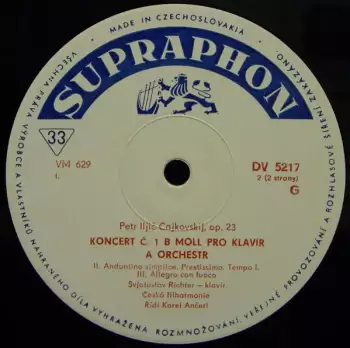 MADE IN CZECHOSLOVAKIA
SUPRAPHON
33
VM 629
1.
DV 5217
2 (2 strany)
G
Petr Iljič Čajkovskij, op. 23
KONCERT Č. 1 B MOLL PRO KLAVÍR
A ORCHESTR
II. Andantino semplice. Prestissimo. Tempo I.
III. Allegro con fuoco
Svjatoslav Richter – klavír
Česká filharmonie
Řídí Karel Ančerl
VŠECHNA PRÁVA VÝROBCE A VLASTNÍKŮ NAHRANÉHO DÍLA VYHRAZENA. ROZMNOŽOVÁNÍ, VEŘEJNÉ PROVOZOVÁNÍ A ROZHLASOVÉ ŠÍŘENÍ ZAKÁZÁNO